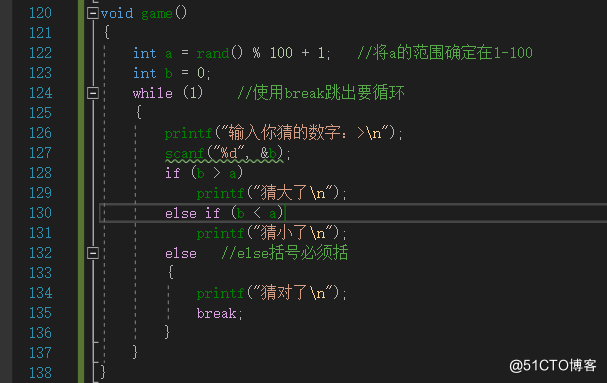 120 void game()
121 {
122 int a = rand() % 100 + 1; //将a的范围确定在1-100
123 int b = 0;
124 while (1) //使用break跳出要循环
125 {
126 printf("输入你猜的数字: >\n");
127 scanf("%d", &b);
128 if (b > a)
129 printf("猜大了\n");
130 else if (b < a)
131 printf("猜小了\n");
132 else //else括号必须括
133 {
134 printf("猜对了\n");
135 break;
136 }
137 }
138 }
@51CTO博客